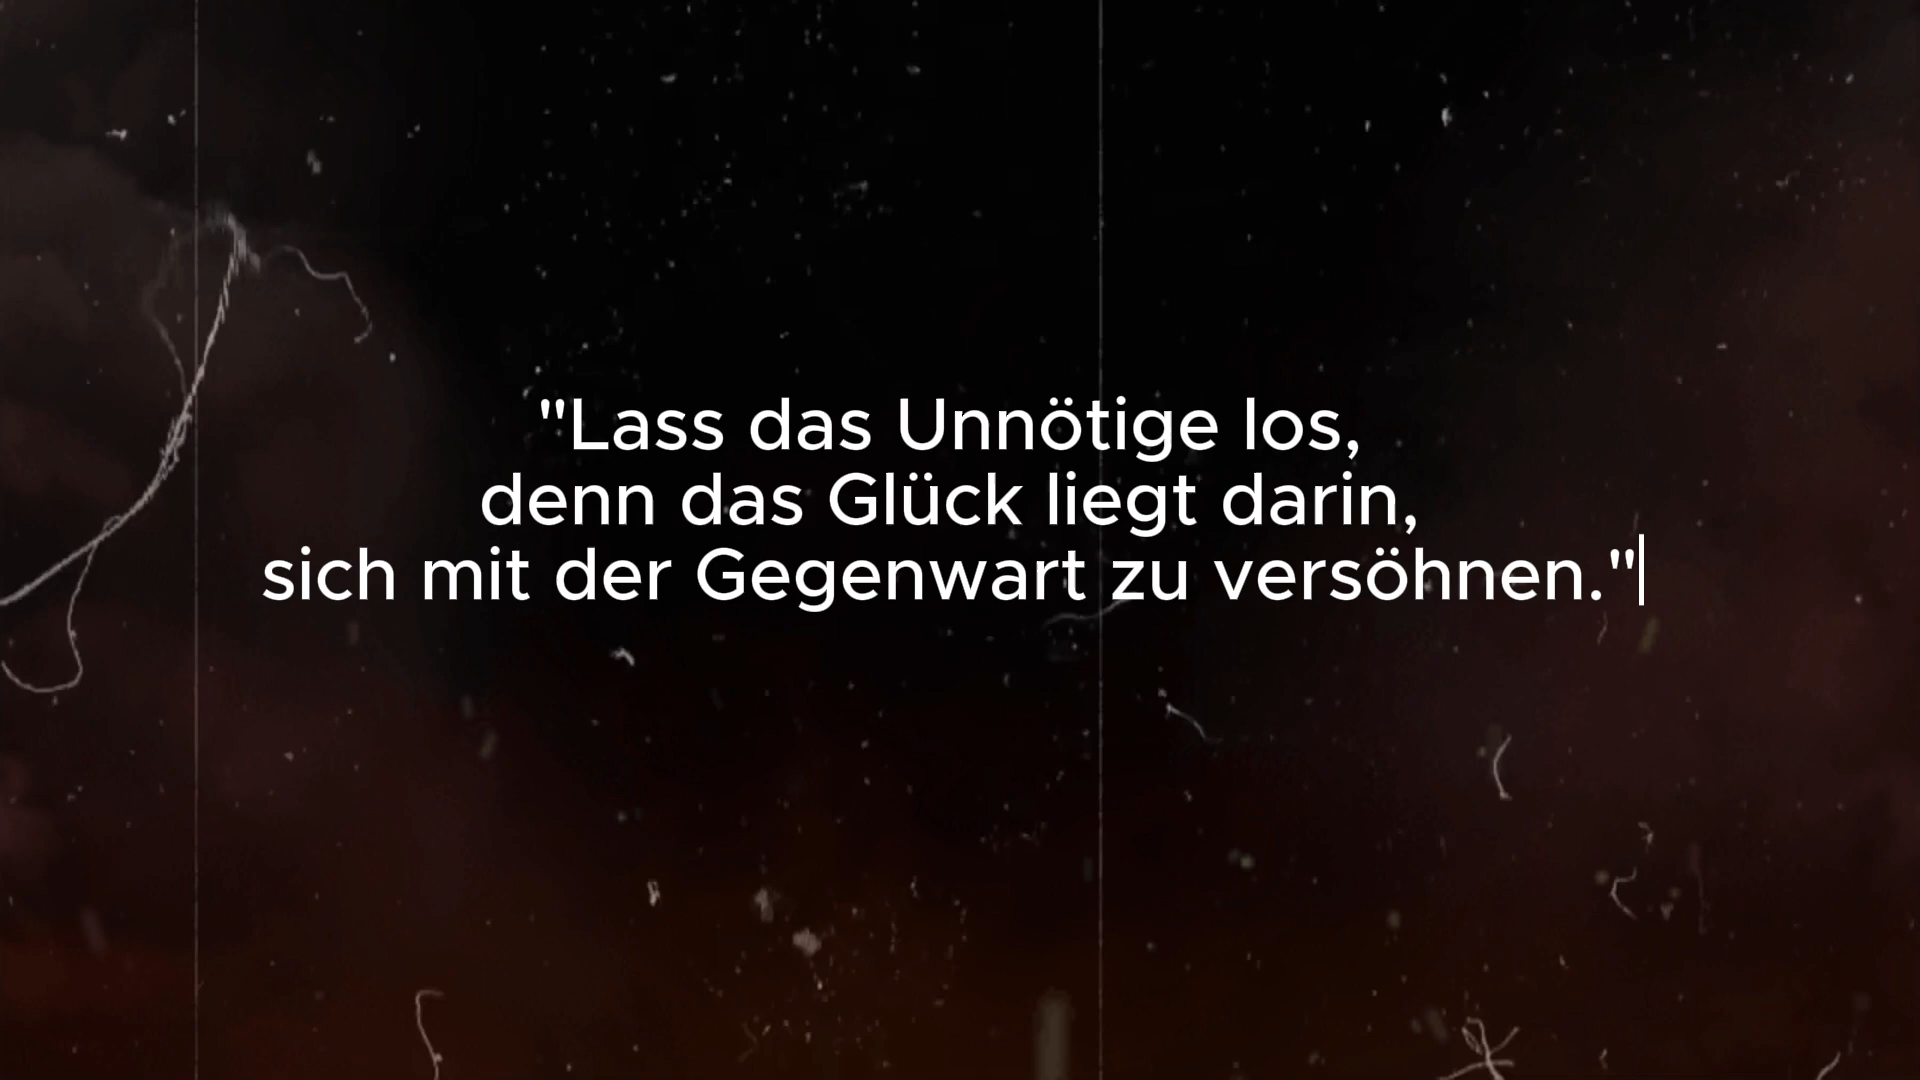 "Lass das Unnötige los,
denn das Glück liegt darin,
sich mit der Gegenwart zu versöhnen."